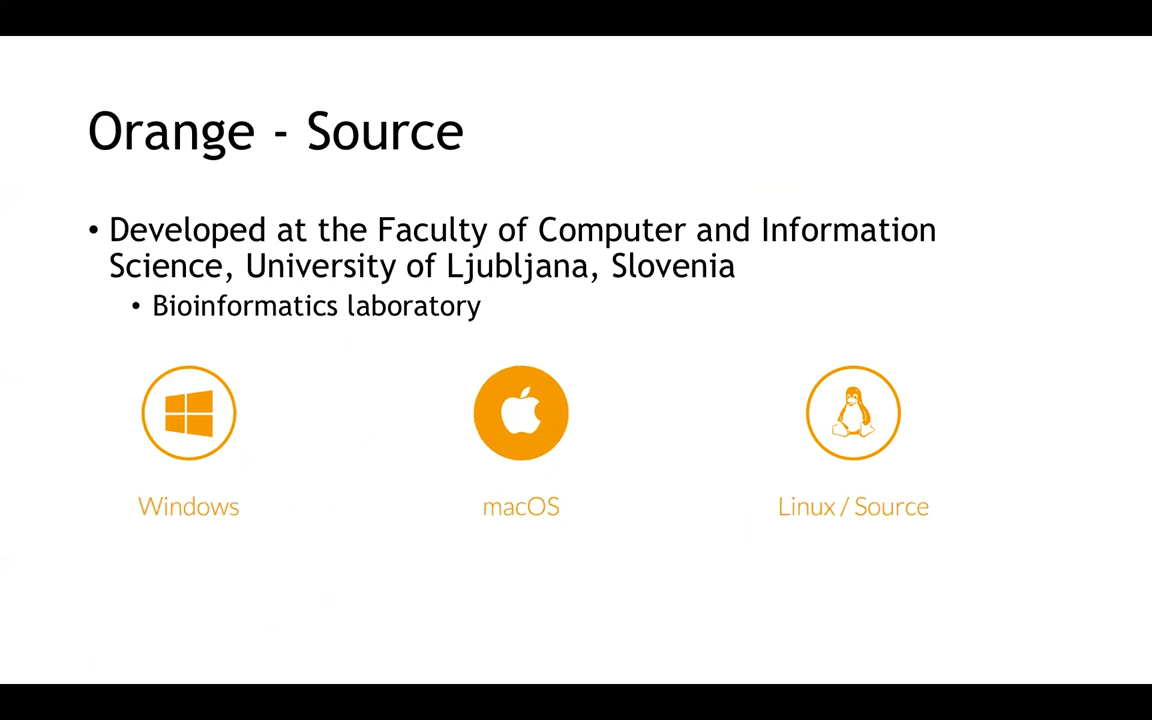 Orange - Source
• Developed at the Faculty of Computer and Information
Science, University of Ljubljana, Slovenia
• Bioinformatics laboratory
Windows
macOS
Linux / Source